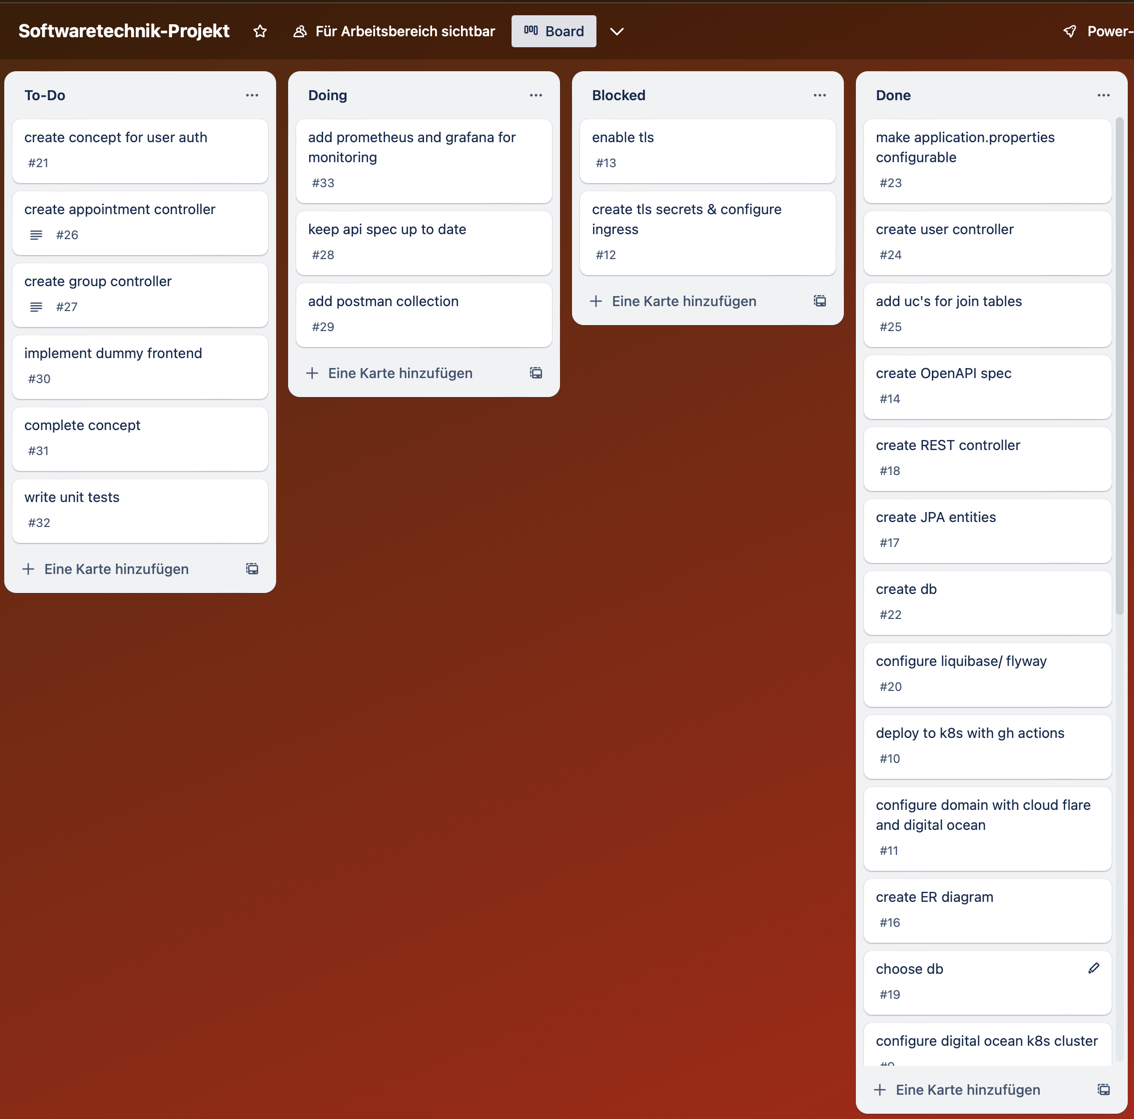 Softwaretechnik-Projekt
Für Arbeitsbereich sichtbar
Board
Power-
To-Do
create concept for user auth
#21
create appointment controller
#26
create group controller
#27
implement dummy frontend
#30
complete concept
#31
write unit tests
#32
Eine Karte hinzufügen
Doing
add prometheus and grafana for
monitoring
#33
keep api spec up to date
#28
add postman collection
#29
Eine Karte hinzufügen
Blocked
enable tls
#13
create tls secrets & configure
ingress
#12
Eine Karte hinzufügen
Done
make application.properties
configurable
#23
create user controller
#24
add uc's for join tables
#25
create OpenAPI spec
#14
create REST controller
#18
create JPA entities
#17
create db
#22
configure liquibase/ flyway
#20
deploy to k8s with gh actions
#10
configure domain with cloud flare
and digital ocean
#11
create ER diagram
#16
choose db
#19
configure digital ocean k8s cluster
Eine Karte hinzufügen